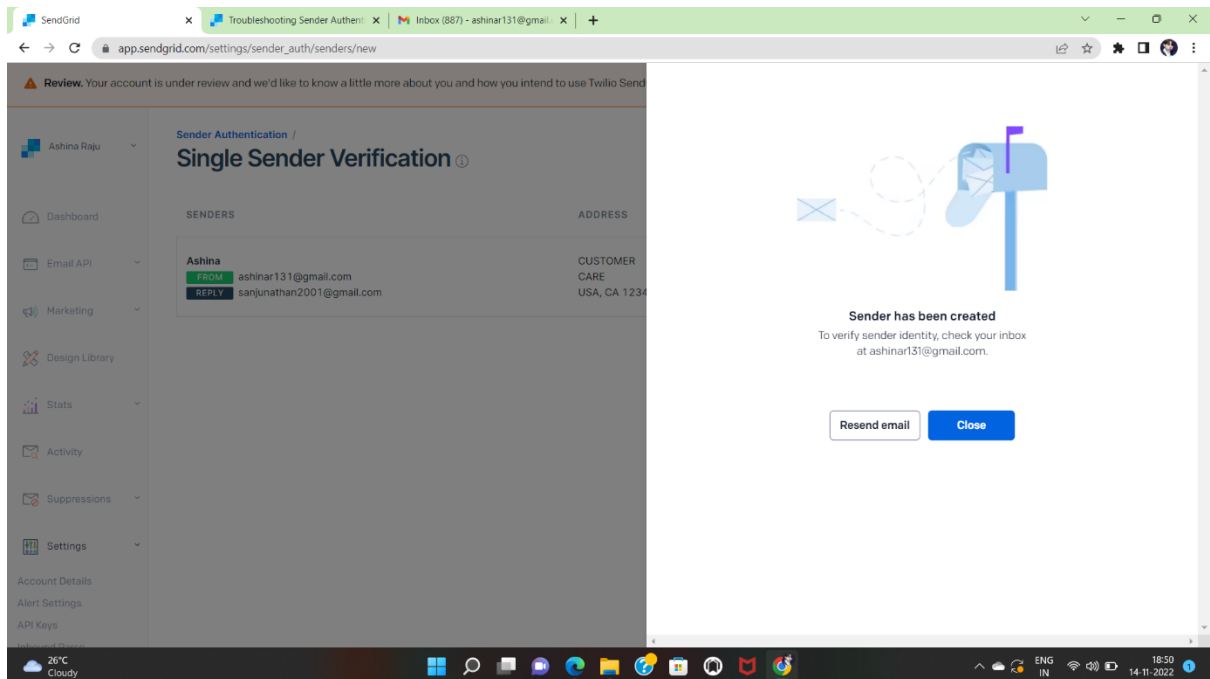 SendGrid
Troubleshooting Sender Authenti
Inbox (887) - ashinar131@gmail.
app.sendgrid.com/settings/sender_auth/senders/new
Review. Your account is under review and we'd like to know a little more about you and how you intend to use Twilio Send
Ashina Raju
Sender Authentication /
Single Sender Verification
SENDERS
ADDRESS
Dashboard
Email API
Marketing
Design Library
Stats
Activity
Suppressions
Settings
Account Details
Alert Settings
API Keys
Ashina
FROM ashinar131@gmail.com
REPLY sanjunathan2001@gmail.com
CUSTOMER
CARE
USA, CA 1234
Sender has been created
To verify sender identity, check your inbox
at ashinar131@gmail.com.
Resend email
Close
26°C
Cloudy
ENG
IN
18:50
14-11-2022
1